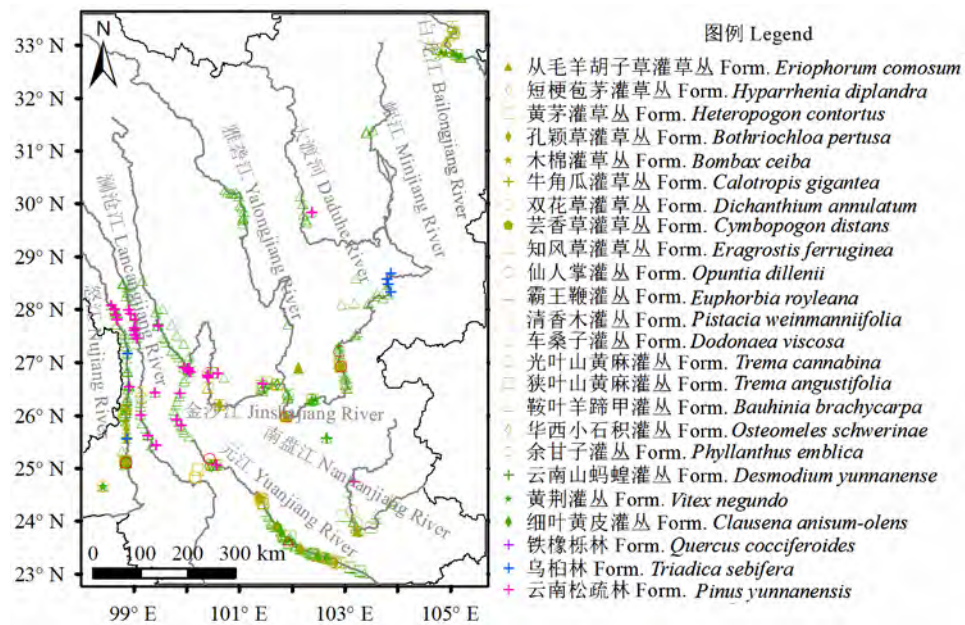 N
33° N
32° N
31° N
30° N
29° N
28° N
27° N
26° N
25° N
24° N
23° N
99° E
101° E
103° E
105° E
0 100 200 300 km
白龙江 Bailongjiang River
岷江 Minjiang River
大渡河 Daduhe River
雅砻江 Yalongjiang River
澜沧江 Lancangjiang River
怒江 Nujiang River
金沙江 Jinshajiang River
南盘江 Nanpanjiang River
元江 Yuanjiang River
图例 Legend
从毛羊胡子草灌草丛 Form. Eriophorum comosum
短梗苞茅灌草丛 Form. Hyparrhenia diplandra
黄茅灌草丛 Form. Heteropogon contortus
孔颖草灌草丛 Form. Bothriochloa pertusa
木棉灌草丛 Form. Bombax ceiba
牛角瓜灌草丛 Form. Calotropis gigantea
双花草灌草丛 Form. Dichanthium annulatum
芸香草灌草丛 Form. Cymbopogon distans
知风草灌草丛 Form. Eragrostis ferruginea
仙人掌灌丛 Form. Opuntia dillenii
霸王鞭灌丛 Form. Euphorbia royleana
清香木灌丛 Form. Pistacia weinmanniifolia
车桑子灌丛 Form. Dodonaea viscosa
光叶山黄麻灌丛 Form. Trema cannabina
狭叶山黄麻灌丛 Form. Trema angustifolia
鞍叶羊蹄甲灌丛 Form. Bauhinia brachycarpa
华西小石积灌丛 Form. Osteomeles schwerinae
余甘子灌丛 Form. Phyllanthus emblica
云南山蚂蝗灌丛 Form. Desmodium yunnanense
黄荆灌丛 Form. Vitex negundo
细叶黄皮灌丛 Form. Clausena anisum-olens
铁橡栎林 Form. Quercus cocciferoides
乌桕林 Form. Triadica sebifera
云南松疏林 Form. Pinus yunnanensis